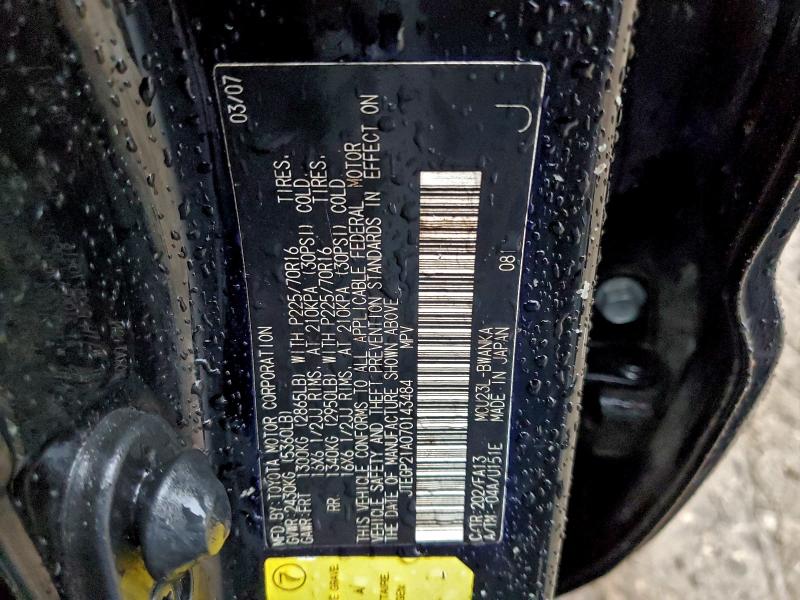 MFD. BY TOYOTA MOTOR CORPORATION 03/07
GVWR: 2430KG (5360LB)
GAWR: FRT 1300KG (2865LB) WITH P225/70R16 TIRES.
16X6 1/2JJ RIMS. AT 210KPA (30PSI) COLD
RR 1340KG (2950LB) WITH P225/70R16 TIRES.
16X6 1/2JJ RIMS. AT 210KPA (30PSI) COLD
THIS VEHICLE CONFORMS TO ALL APPLICABLE FEDERAL MOTOR
VEHICLE SAFETY AND THEFT PREVENTION STANDARDS IN EFFECT ON
THE DATE OF MANUFACTURE SHOWN ABOVE.
JTEGP21A070143484 MPV
C/TR:202/FA13 MCU23L-BWANKA 081
A/TM:-04A/U151E MADE IN JAPAN J
7
A